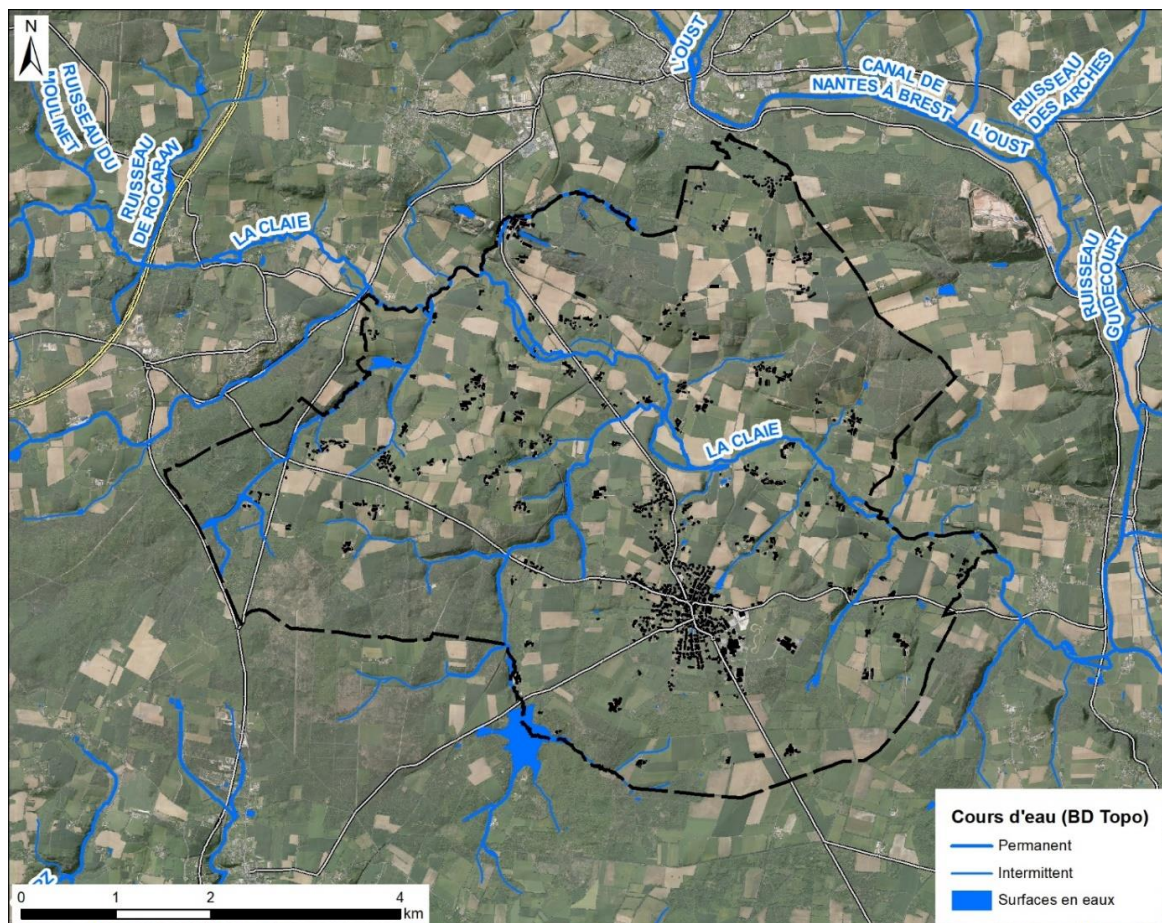 N
RUISSEAU DU
MOULINET
RUISSEAU
DE ROCARAN
LA CLAIE
L'OUST
CANAL DE
NANTES À BREST
L'OUST
RUISSEAU
DES ARCHES
RUISSEAU
GUIDECOURT
LA CLAIE
Cours d'eau (BD Topo)
Permanent
Intermittent
Surfaces en eaux
0 1 2 4
km